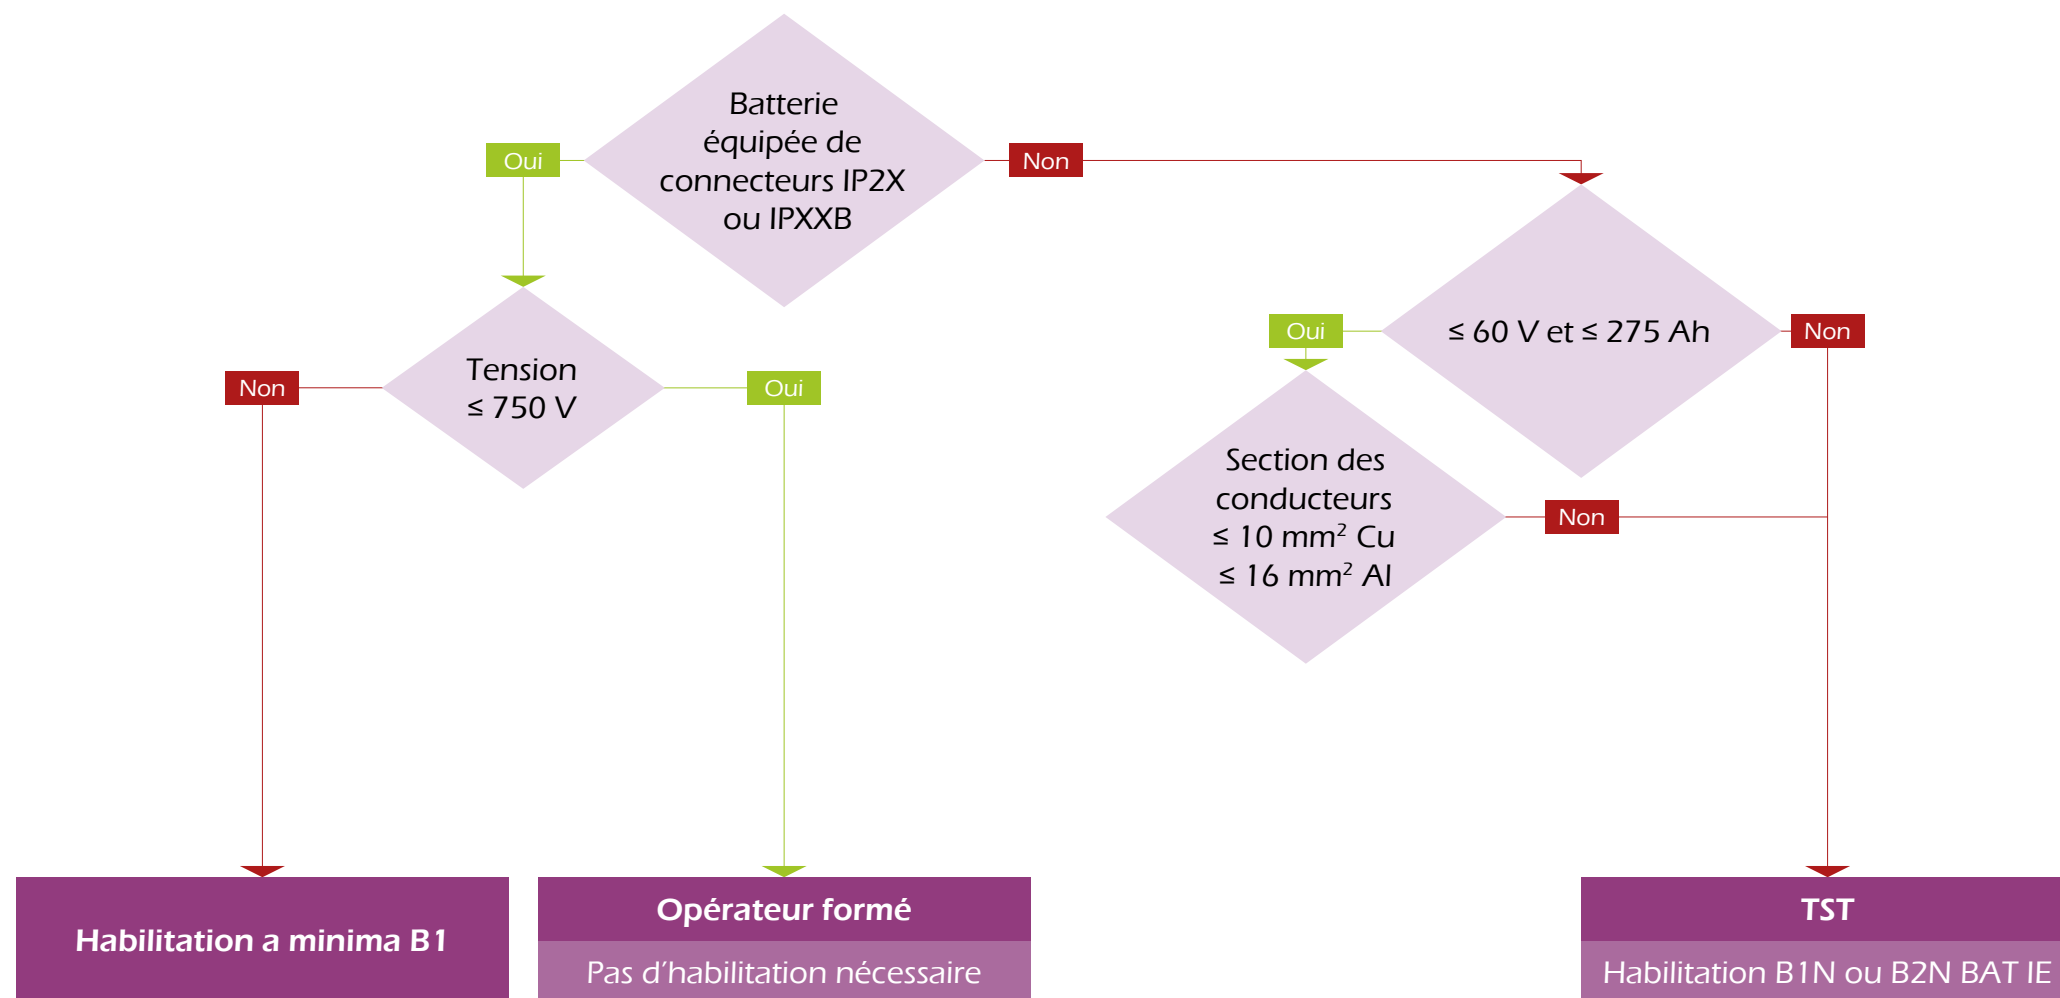 Batterie
équipée de
connecteurs IP2X
ou IPXXB
Oui
Non
Tension
≤ 750 V
Non
Oui
≤ 60 V et ≤ 275 Ah
Oui
Non
Section des
conducteurs
≤ 10 mm² Cu
≤ 16 mm² Al
Non
Habilitation a minima B1
Opérateur formé
Pas d’habilitation nécessaire
TST
Habilitation B1N ou B2N BAT IE